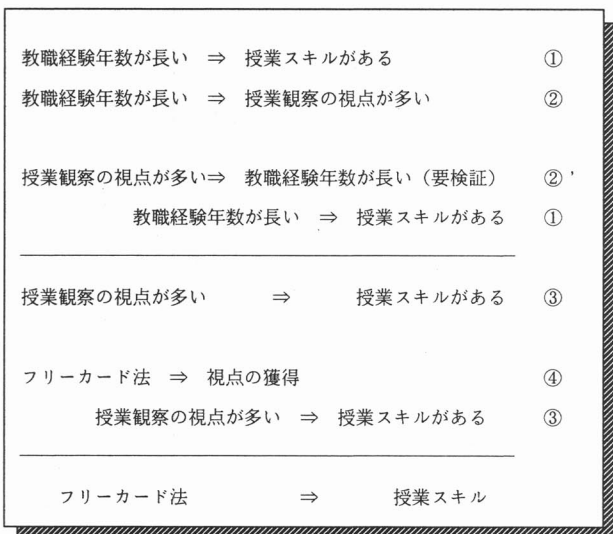 教職経験年数が長い ⇒ 授業スキルがある ①
教職経験年数が長い ⇒ 授業観察の視点が多い ②
授業観察の視点が多い⇒ 教職経験年数が長い（要検証） ②'
教職経験年数が長い ⇒ 授業スキルがある ①
授業観察の視点が多い ⇒ 授業スキルがある ③
フリーカード法 ⇒ 視点の獲得 ④
授業観察の視点が多い ⇒ 授業スキルがある ③
フリーカード法 ⇒ 授業スキル